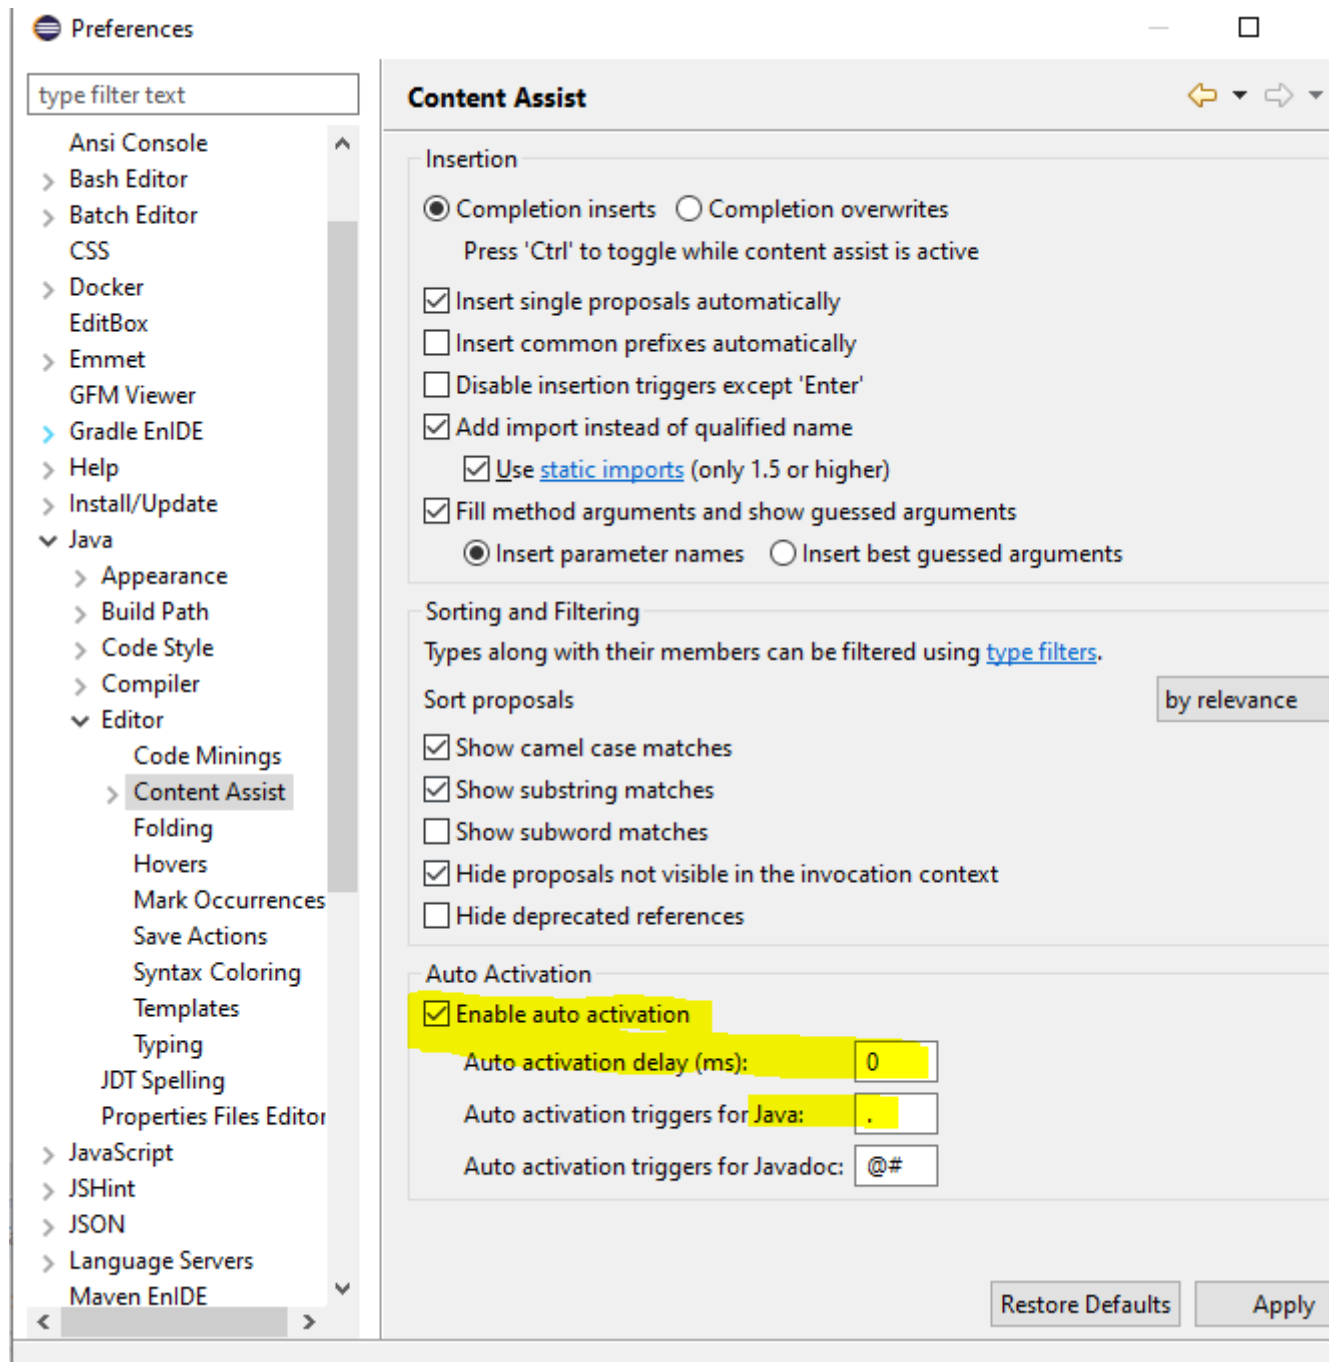 Preferences
type filter text
Ansi Console
Bash Editor
Batch Editor
CSS
Docker
EditBox
Emmet
GFM Viewer
Gradle EnIDE
Help
Install/Update
Java
Appearance
Build Path
Code Style
Compiler
Editor
Code Minings
Content Assist
Folding
Hovers
Mark Occurrences
Save Actions
Syntax Coloring
Templates
Typing
JDT Spelling
Properties Files Editor
JavaScript
JSHint
JSON
Language Servers
Maven EnIDE
Content Assist
Insertion
Completion inserts Completion overwrites
Press 'Ctrl' to toggle while content assist is active
Insert single proposals automatically
Insert common prefixes automatically
Disable insertion triggers except 'Enter'
Add import instead of qualified name
Use static imports (only 1.5 or higher)
Fill method arguments and show guessed arguments
Insert parameter names Insert best guessed arguments
Sorting and Filtering
Types along with their members can be filtered using type filters.
Sort proposals by relevance
Show camel case matches
Show substring matches
Show subword matches
Hide proposals not visible in the invocation context
Hide deprecated references
Auto Activation
Enable auto activation
Auto activation delay (ms): 0
Auto activation triggers for Java: .
Auto activation triggers for Javadoc: @#
Restore Defaults Apply